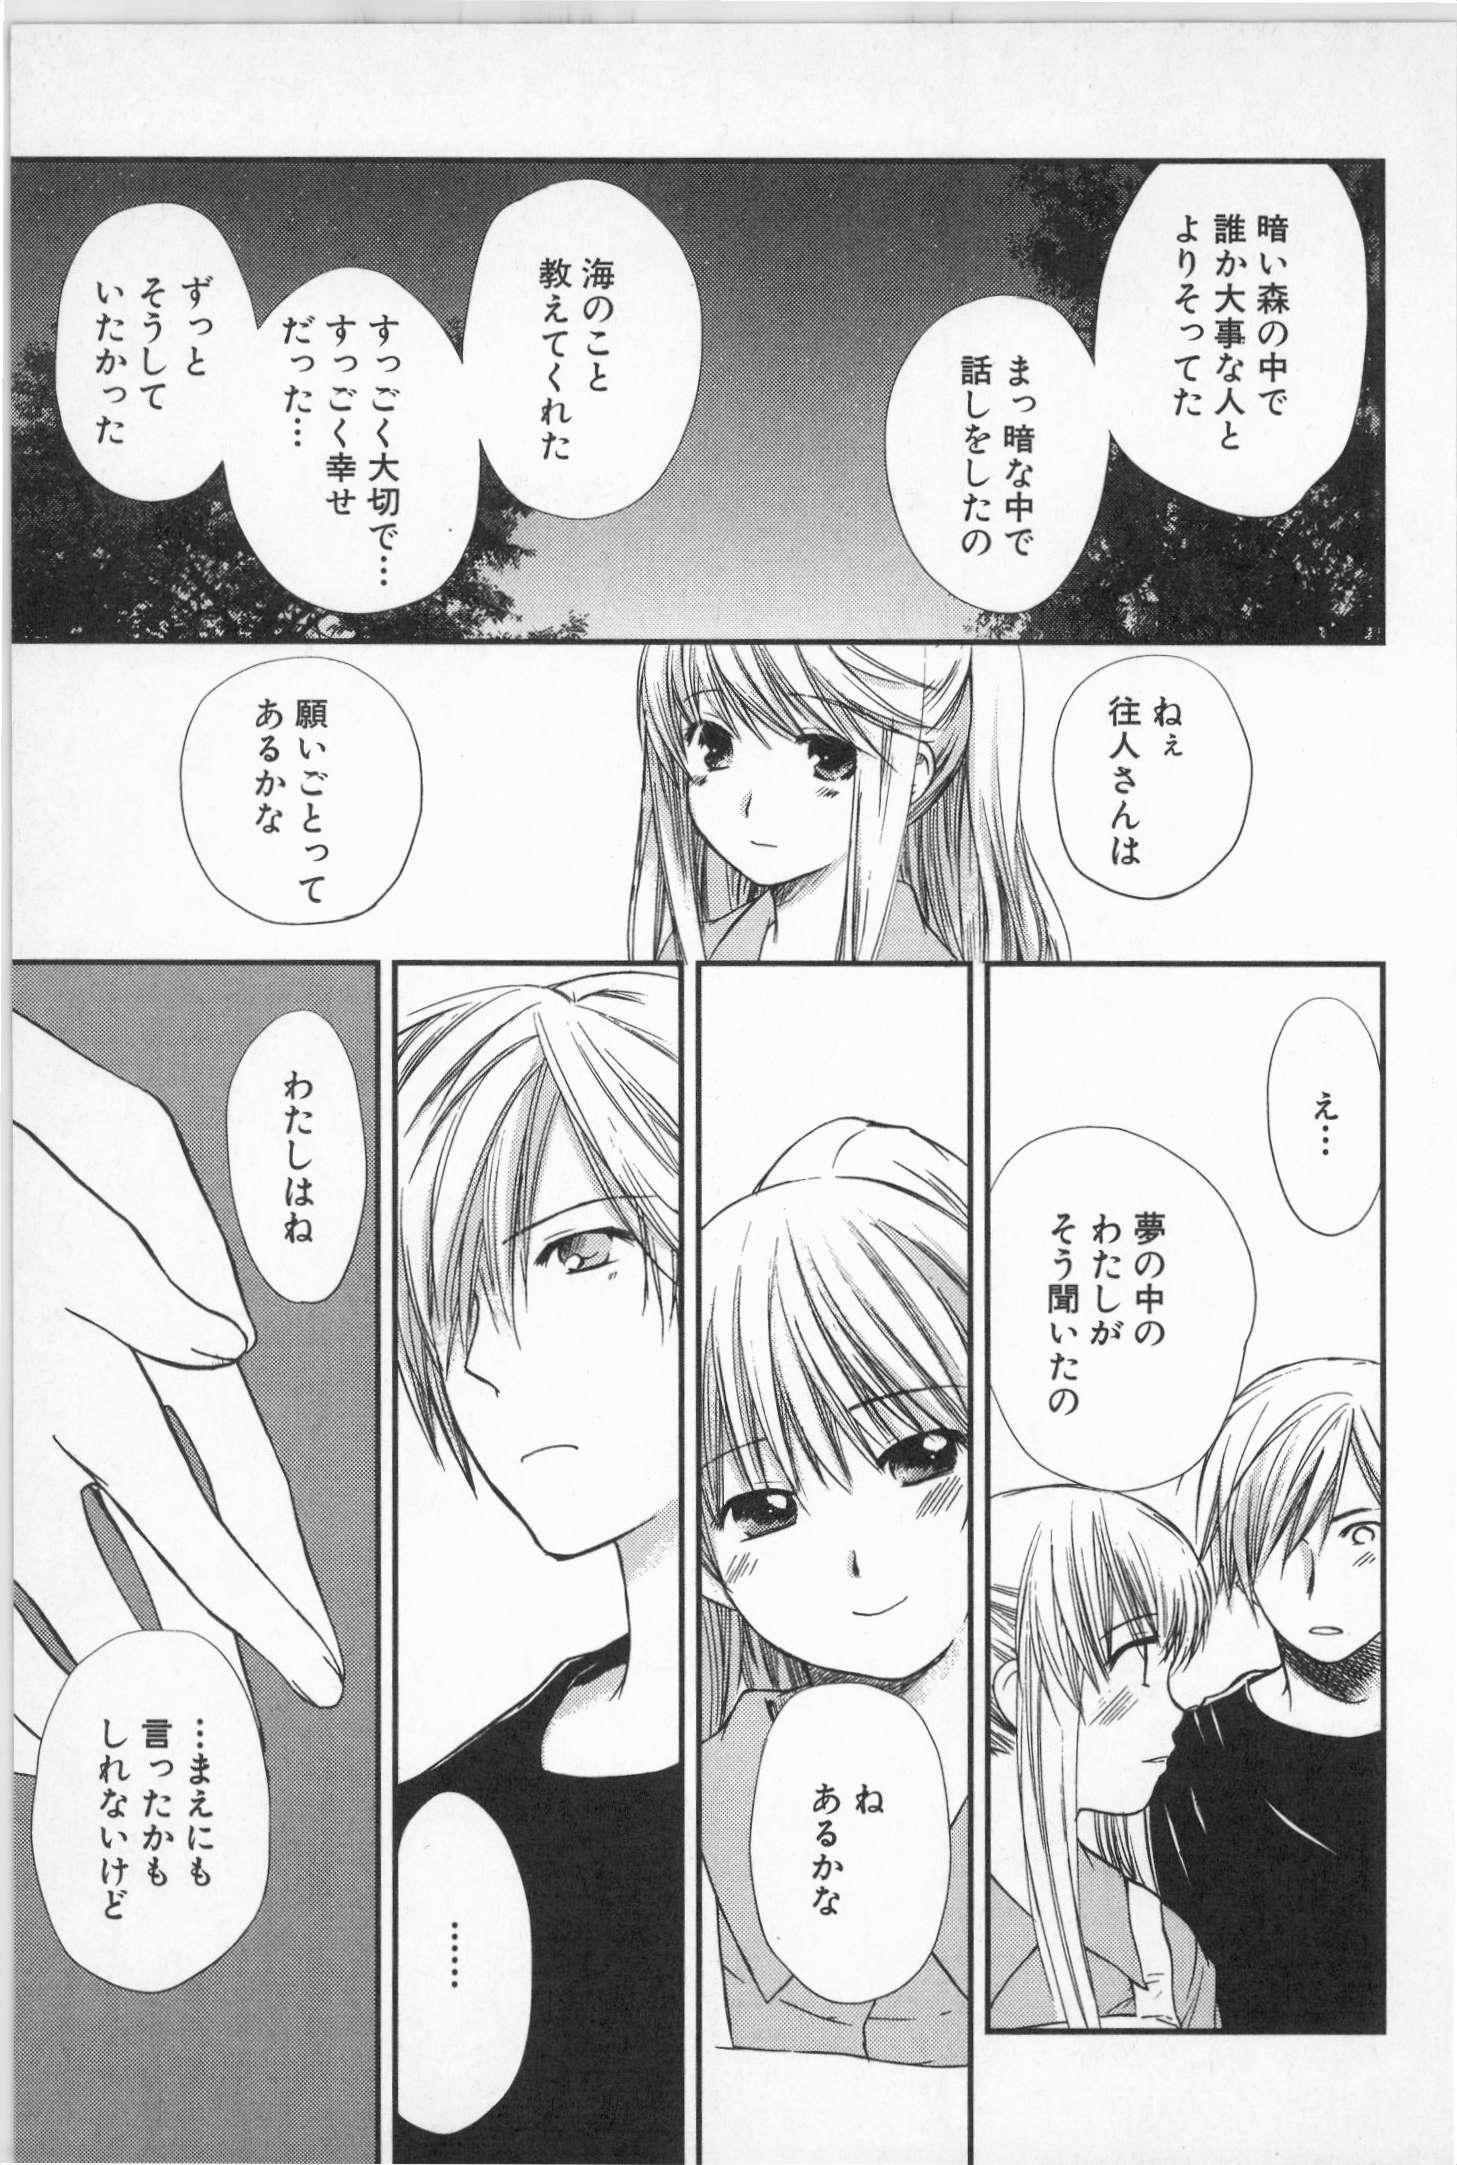 暗い森の中で
誰か大事な人と
よりそってた
まっ暗な中で
話しをしたの
海のこと
教えてくれた
すっごく大切で…
すっごく幸せ
だった…
ずっと
そうして
いたかった
ねぇ
往人さんは
願いごとって
あるかな
え…
夢の中の
わたしが
そう聞いたの
ね
あるかな
……
わたしはね
…まえにも
言ったかも
しれないけど